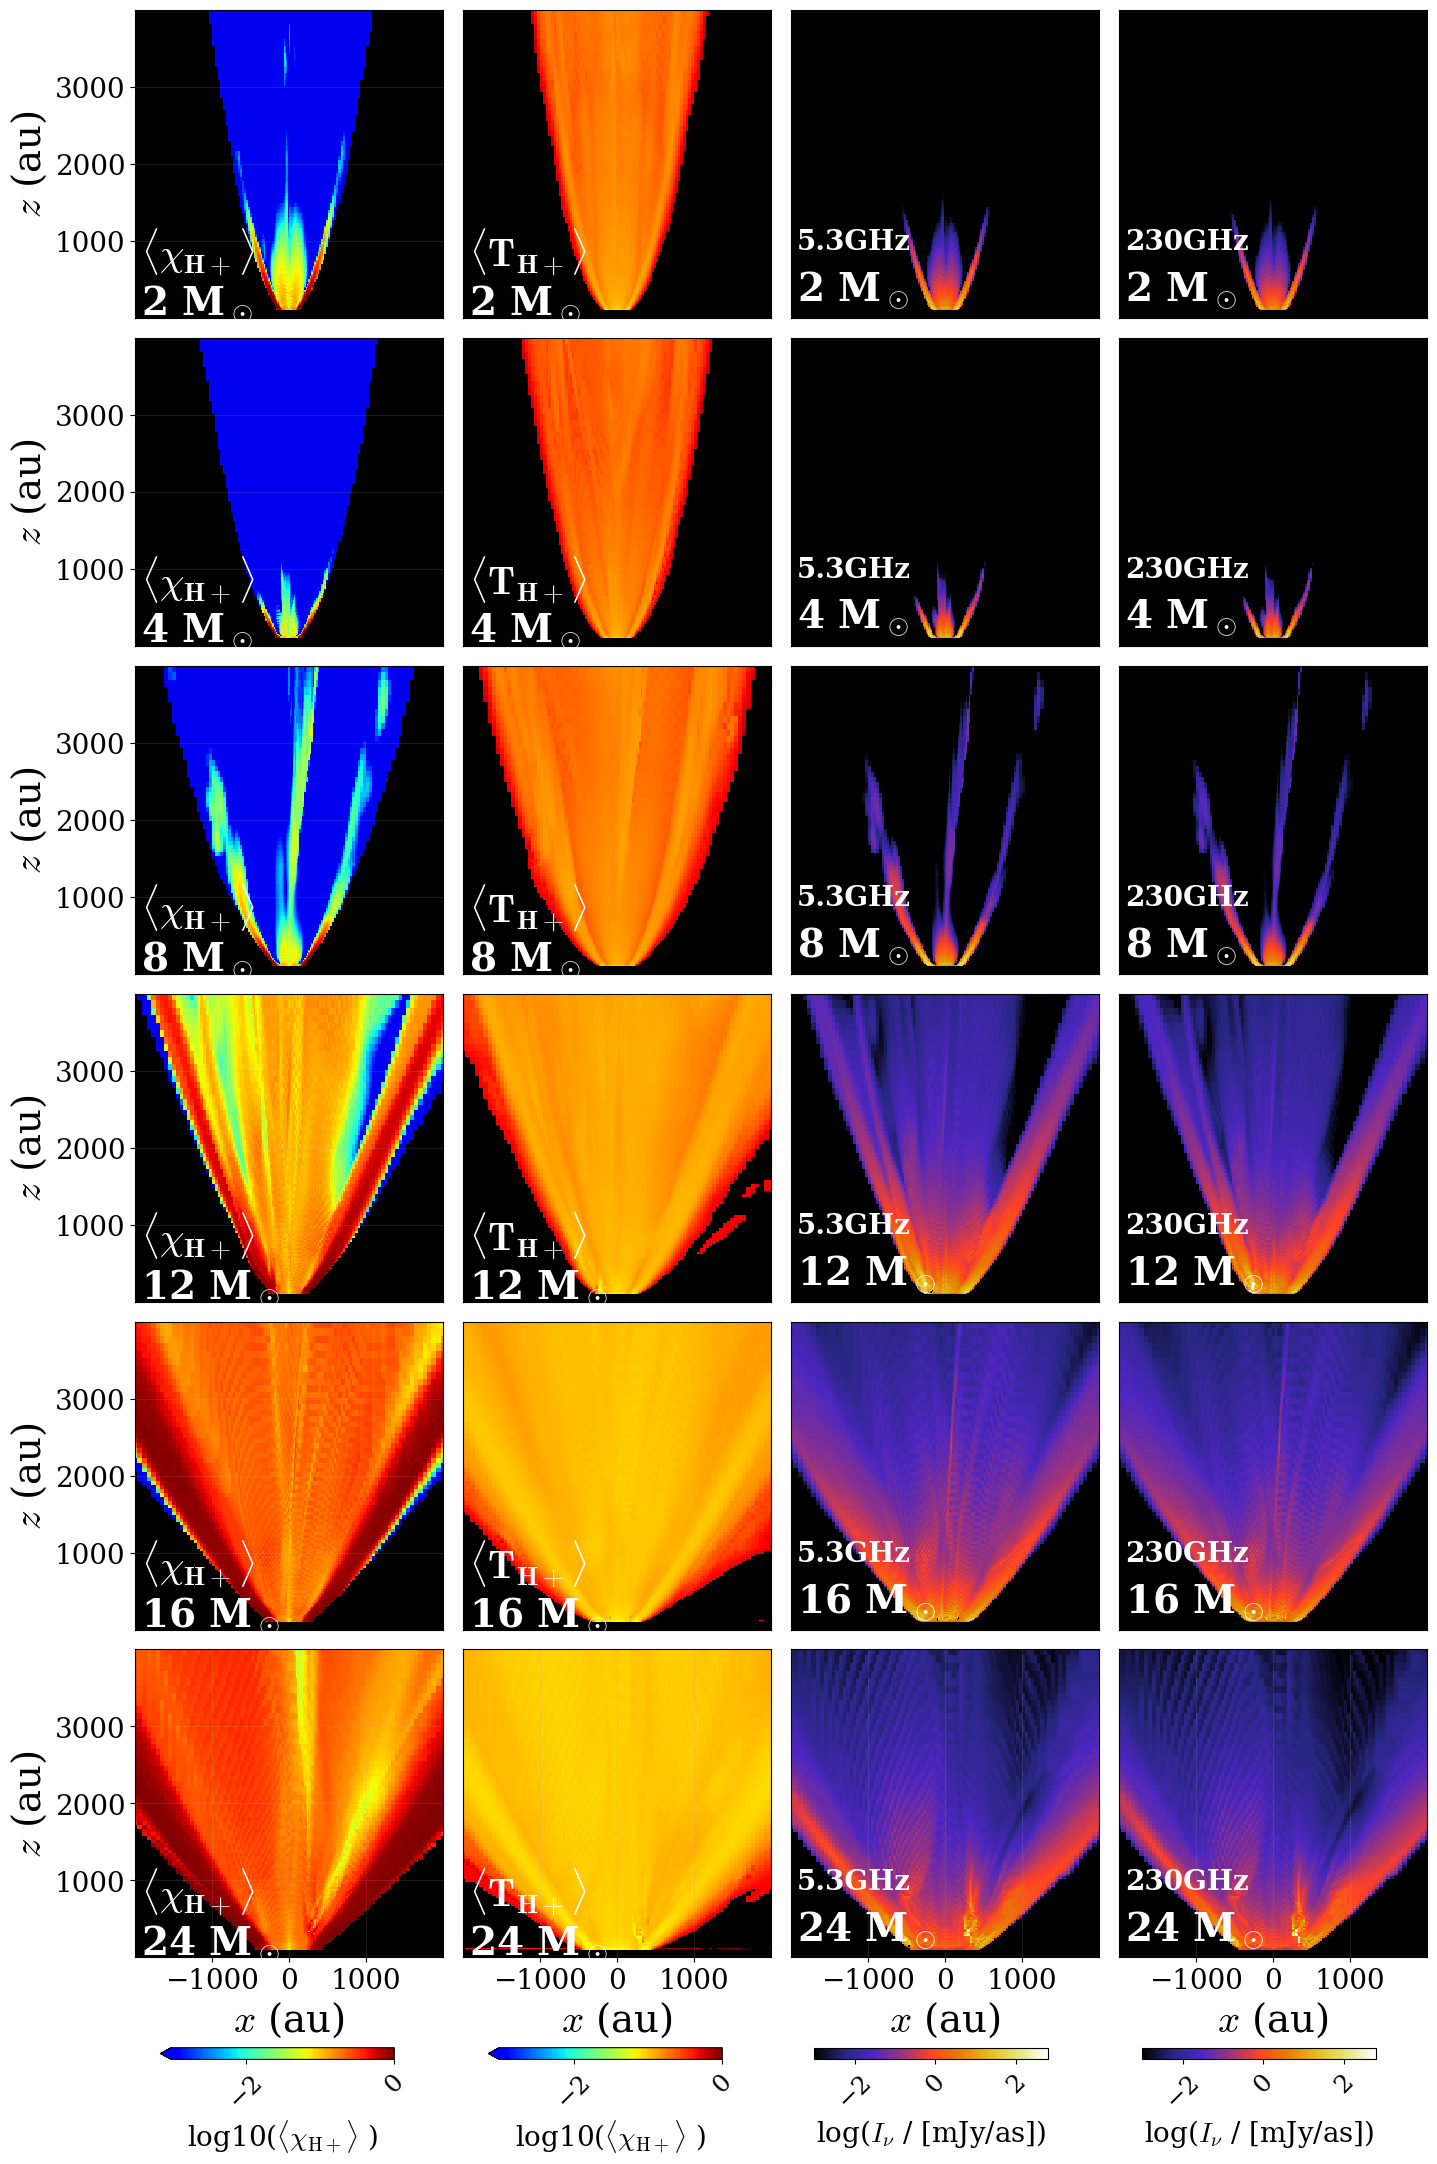 z (au)
3000
2000
1000
⟨χH+⟩
2 M⊙
⟨TH+⟩
2 M⊙
5.3GHz
2 M⊙
230GHz
2 M⊙
z (au)
3000
2000
1000
⟨χH+⟩
4 M⊙
⟨TH+⟩
4 M⊙
5.3GHz
4 M⊙
230GHz
4 M⊙
z (au)
3000
2000
1000
⟨χH+⟩
8 M⊙
⟨TH+⟩
8 M⊙
5.3GHz
8 M⊙
230GHz
8 M⊙
z (au)
3000
2000
1000
⟨χH+⟩
12 M⊙
⟨TH+⟩
12 M⊙
5.3GHz
12 M⊙
230GHz
12 M⊙
z (au)
3000
2000
1000
⟨χH+⟩
16 M⊙
⟨TH+⟩
16 M⊙
5.3GHz
16 M⊙
230GHz
16 M⊙
z (au)
3000
2000
1000
⟨χH+⟩
24 M⊙
⟨TH+⟩
24 M⊙
5.3GHz
24 M⊙
230GHz
24 M⊙
−1000 0 1000
−1000 0 1000
−1000 0 1000
−1000 0 1000
x (au)
x (au)
x (au)
x (au)
−2 0
−2 0
−2 0 2
−2 0 2
log10(⟨χH+⟩ )
log10(⟨χH+⟩ )
log(Iν / [mJy/as])
log(Iν / [mJy/as])